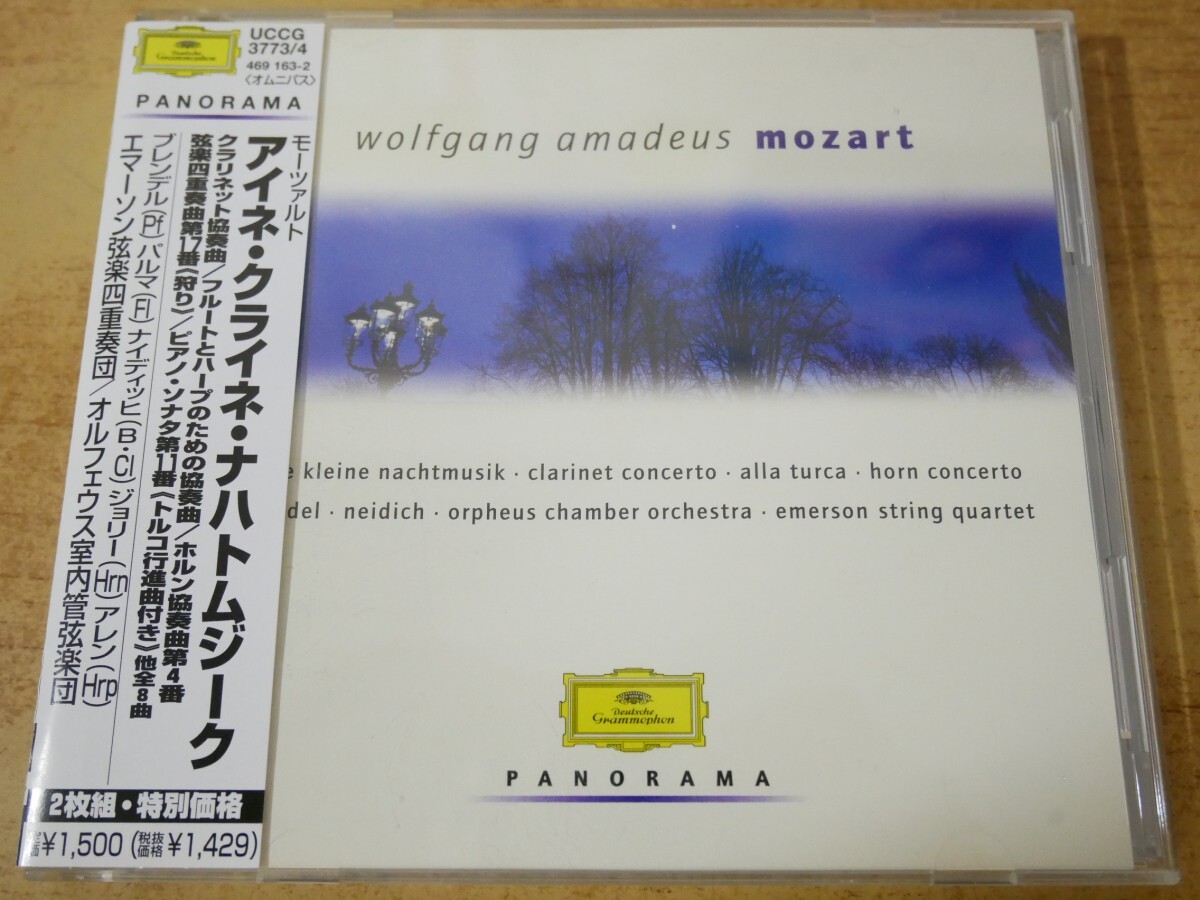 Deutsche
Grammophon
UCCG
3773/4
469 163-2
〈オムニバス〉
PANORAMA
モーツァルト
アイネ・クライネ・ナハトムジーク
クラリネット協奏曲/フルートとハープのための協奏曲/ホルン協奏曲第4番
弦楽四重奏曲第17番《狩り》/ピアノ・ソナタ第11番《トルコ行進曲付き》他全8曲
ブレンデル(Pf)パルマ(Fl)ナイディッヒ(B・Cl)ジョリー(Hrn)アレン(Hrp)
エマーソン弦楽四重奏団/オルフェウス室内管弦楽団
2枚組・特別価格
¥1,500 (税抜価格 ¥1,429)
wolfgang amadeus mozart
e kleine nachtmusik · clarinet concerto · alla turca · horn concerto
del · neidich · orpheus chamber orchestra · emerson string quartet
Deutsche
Grammophon
PANORAMA